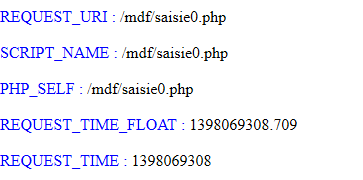 REQUEST_URI : /mdf/saisie0.php
SCRIPT_NAME : /mdf/saisie0.php
PHP_SELF : /mdf/saisie0.php
REQUEST_TIME_FLOAT : 1398069308.709
REQUEST_TIME : 1398069308